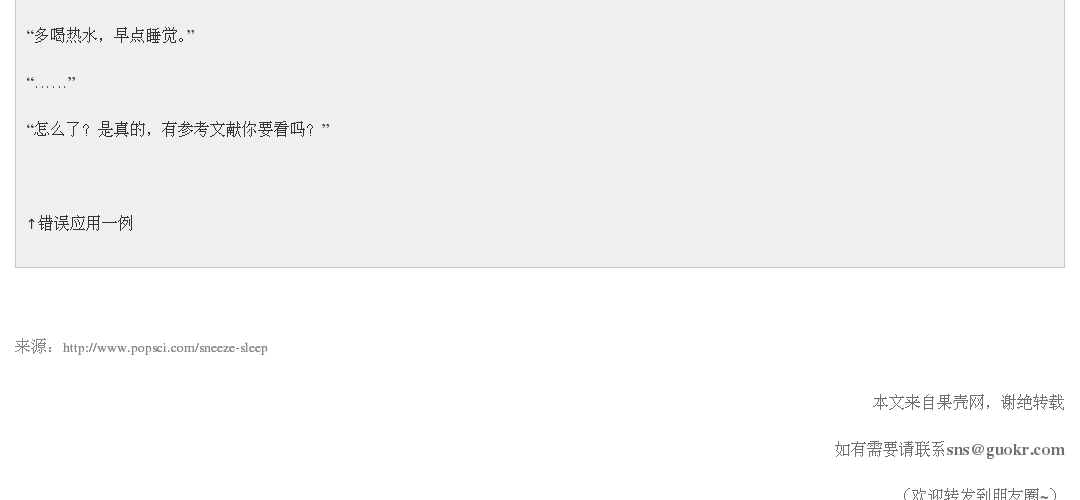 “多喝热水，早点睡觉。”
“……”
“怎么了？是真的，有参考文献你要看吗？”
↑错误应用一例
来源：http://www.popsci.com/sneeze-sleep
本文来自果壳网，谢绝转载
如有需要请联系sns@guokr.com
（欢迎转发到朋友圈~）